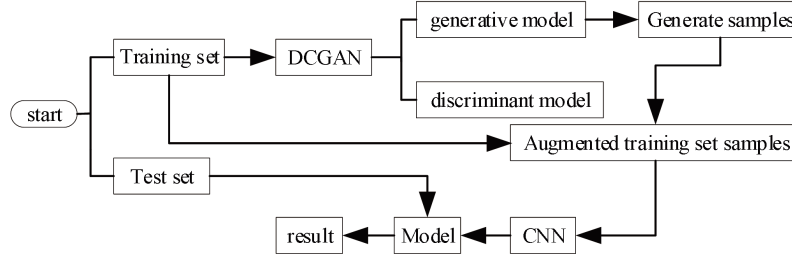 generative model
Generate samples
Training set
DCGAN
discriminant model
start
Augmented training set samples
Test set
result
Model
CNN